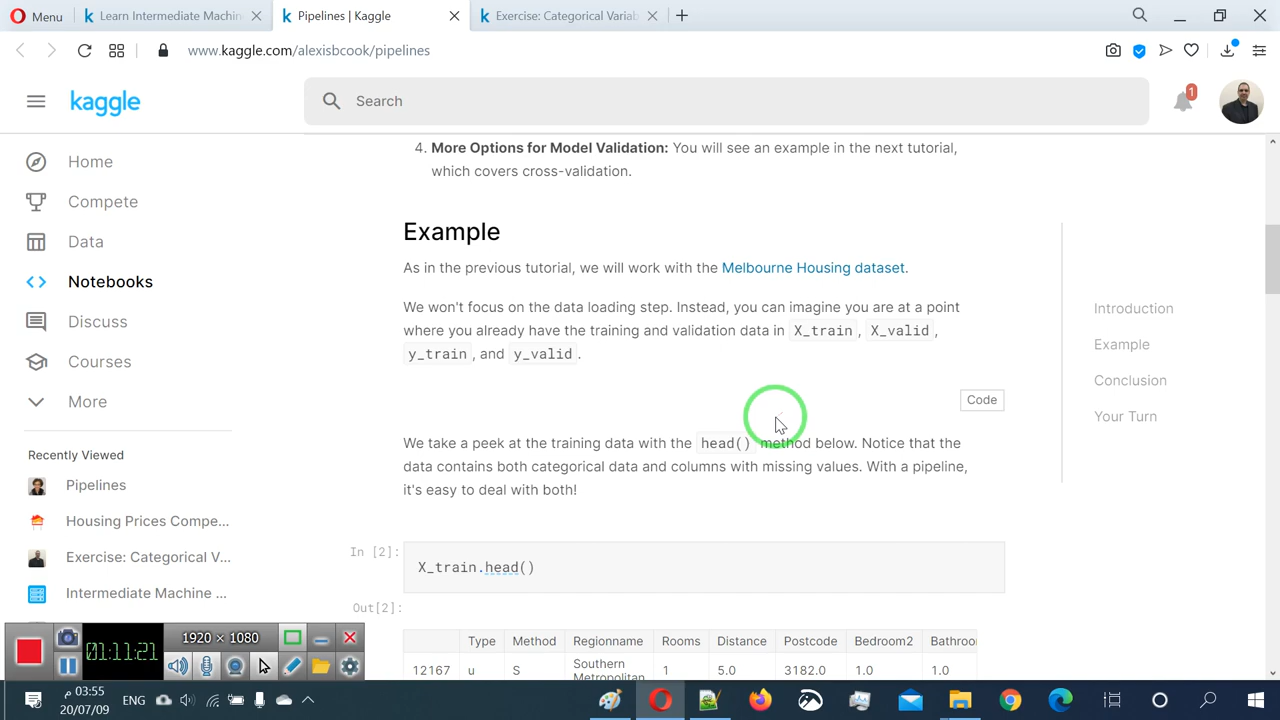 Menu
Learn Intermediate Machin
Pipelines | Kaggle
Exercise: Categorical Variab
www.kaggle.com/alexisbcook/pipelines
kaggle
Search
1
Home
Compete
Data
Notebooks
Discuss
Courses
More
Recently Viewed
Pipelines
Housing Prices Compe...
Exercise: Categorical V...
Intermediate Machine ...
4. More Options for Model Validation: You will see an example in the next tutorial,
which covers cross-validation.
Example
As in the previous tutorial, we will work with the Melbourne Housing dataset.
We won't focus on the data loading step. Instead, you can imagine you are at a point
where you already have the training and validation data in X_train, X_valid,
y_train, and y_valid.
Code
We take a peek at the training data with the head() method below. Notice that the
data contains both categorical data and columns with missing values. With a pipeline,
it's easy to deal with both!
In [2]:
X_train.head()
Out[2]:
Type Method Regionname Rooms Distance Postcode Bedroom2 Bathroo
12167 u S Southern 1 5.0 3182.0 1.0 1.0
Metropolitan
Introduction
Example
Conclusion
Your Turn
01:11:21
1920 × 1080
03:55 م
20/07/09
ENG